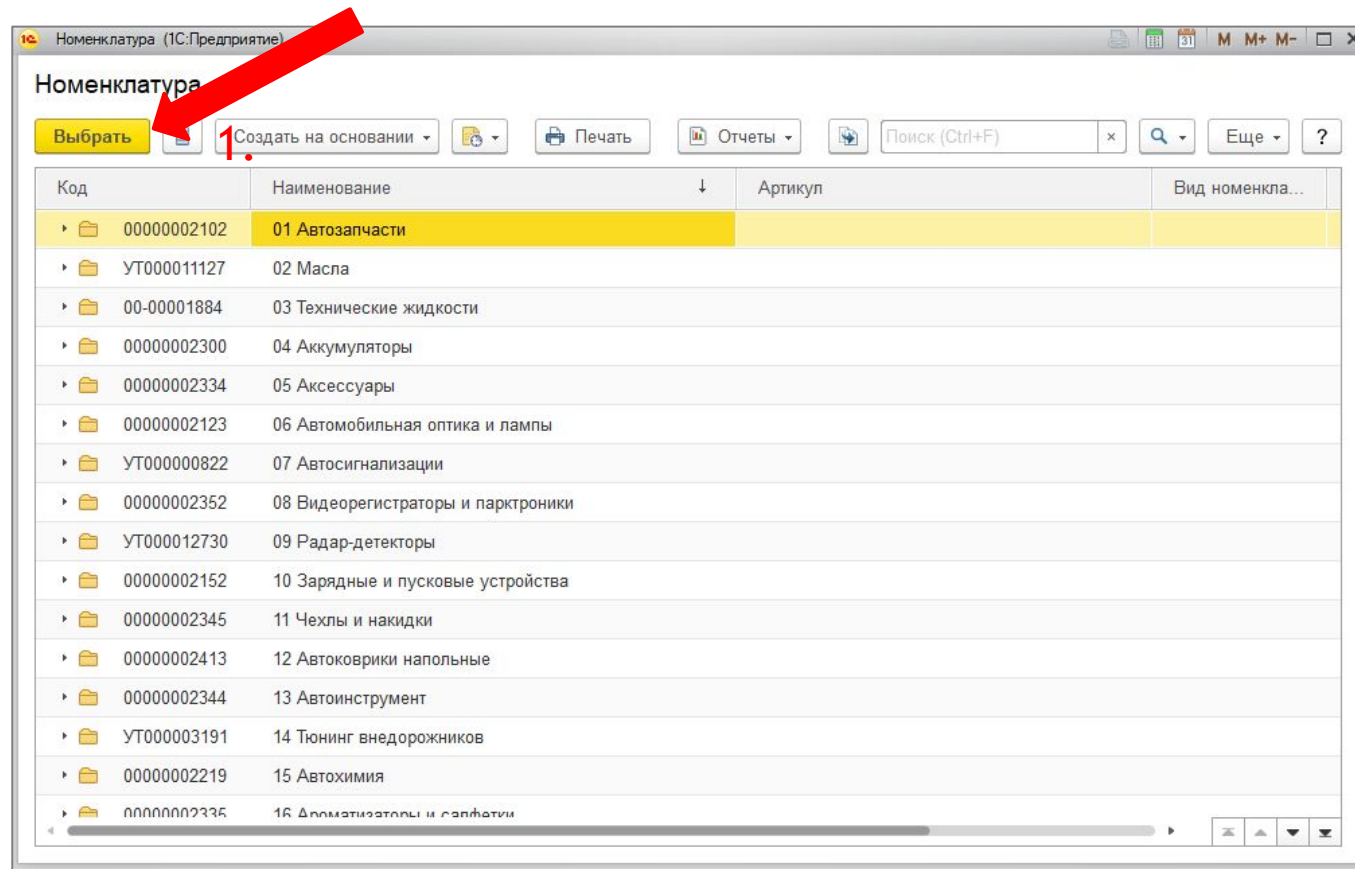 1С Номенклатура (1С:Предприятие) 31 M M+ M-
Номенклатура
Выбрать Создать на основании Печать Отчеты Поиск (Ctrl+F) × Еще ?
1.
Код Наименование ↓ Артикул Вид номенкла...
00000002102 01 Автозапчасти
УТ000011127 02 Масла
00-00001884 03 Технические жидкости
00000002300 04 Аккумуляторы
00000002334 05 Аксессуары
00000002123 06 Автомобильная оптика и лампы
УТ000000822 07 Автосигнализации
00000002352 08 Видеорегистраторы и парктроники
УТ000012730 09 Радар-детекторы
00000002152 10 Зарядные и пусковые устройства
00000002345 11 Чехлы и накидки
00000002413 12 Автоковрики напольные
00000002344 13 Автоинструмент
УТ000003191 14 Тюнинг внедорожников
00000002219 15 Автохимия
00000002335 16 Ароматизаторы и салфетки